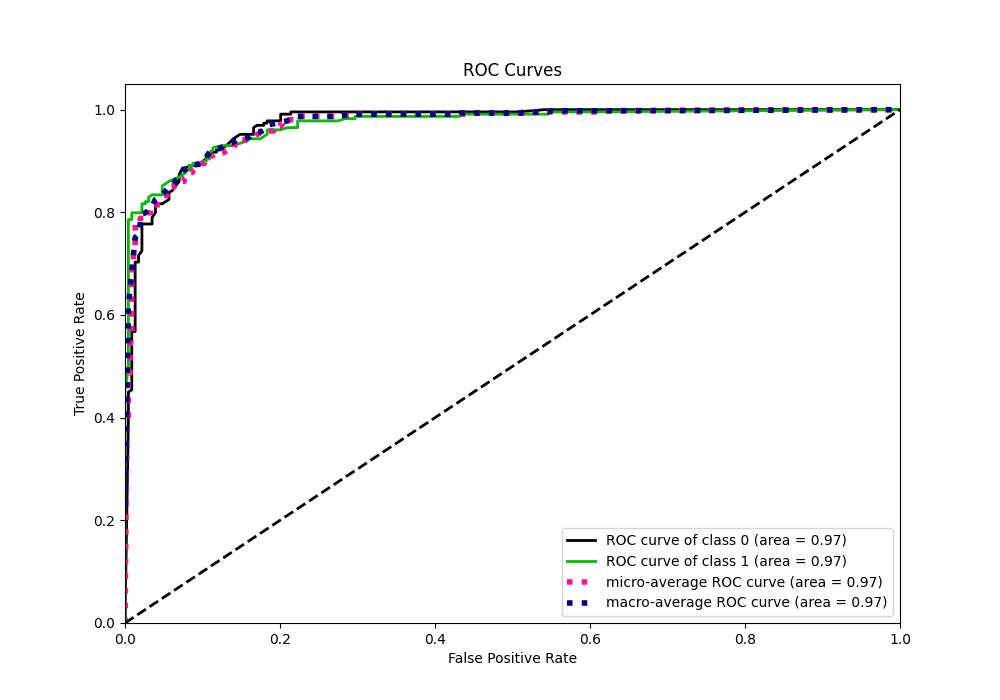 ROC Curves
True Positive Rate
1.0
0.8
0.6
0.4
0.2
0.0
ROC curve of class 0 (area = 0.97)
ROC curve of class 1 (area = 0.97)
micro-average ROC curve (area = 0.97)
macro-average ROC curve (area = 0.97)
0.0 0.2 0.4 0.6 0.8 1.0
False Positive Rate